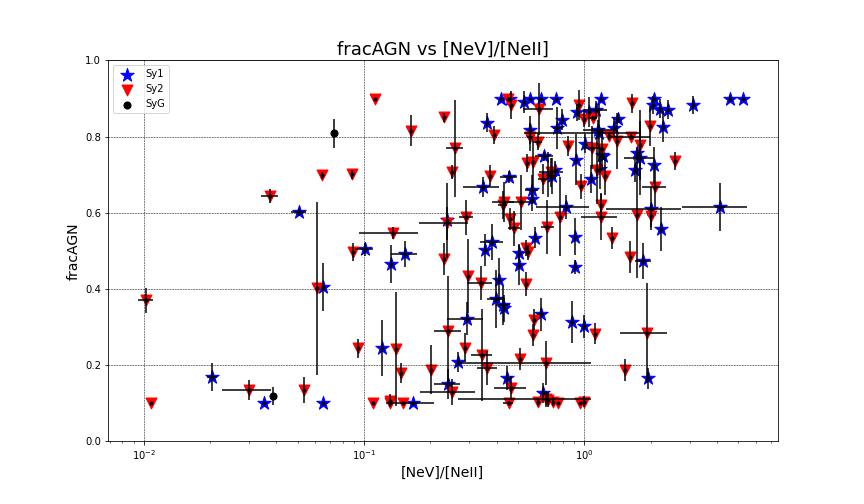 fracAGN vs [NeV]/[NeII]
Sy1
Sy2
SyG
1.0
0.8
0.6
0.4
0.2
0.0
fracAGN
10⁻²
10⁻¹
10⁰
[NeV]/[NeII]